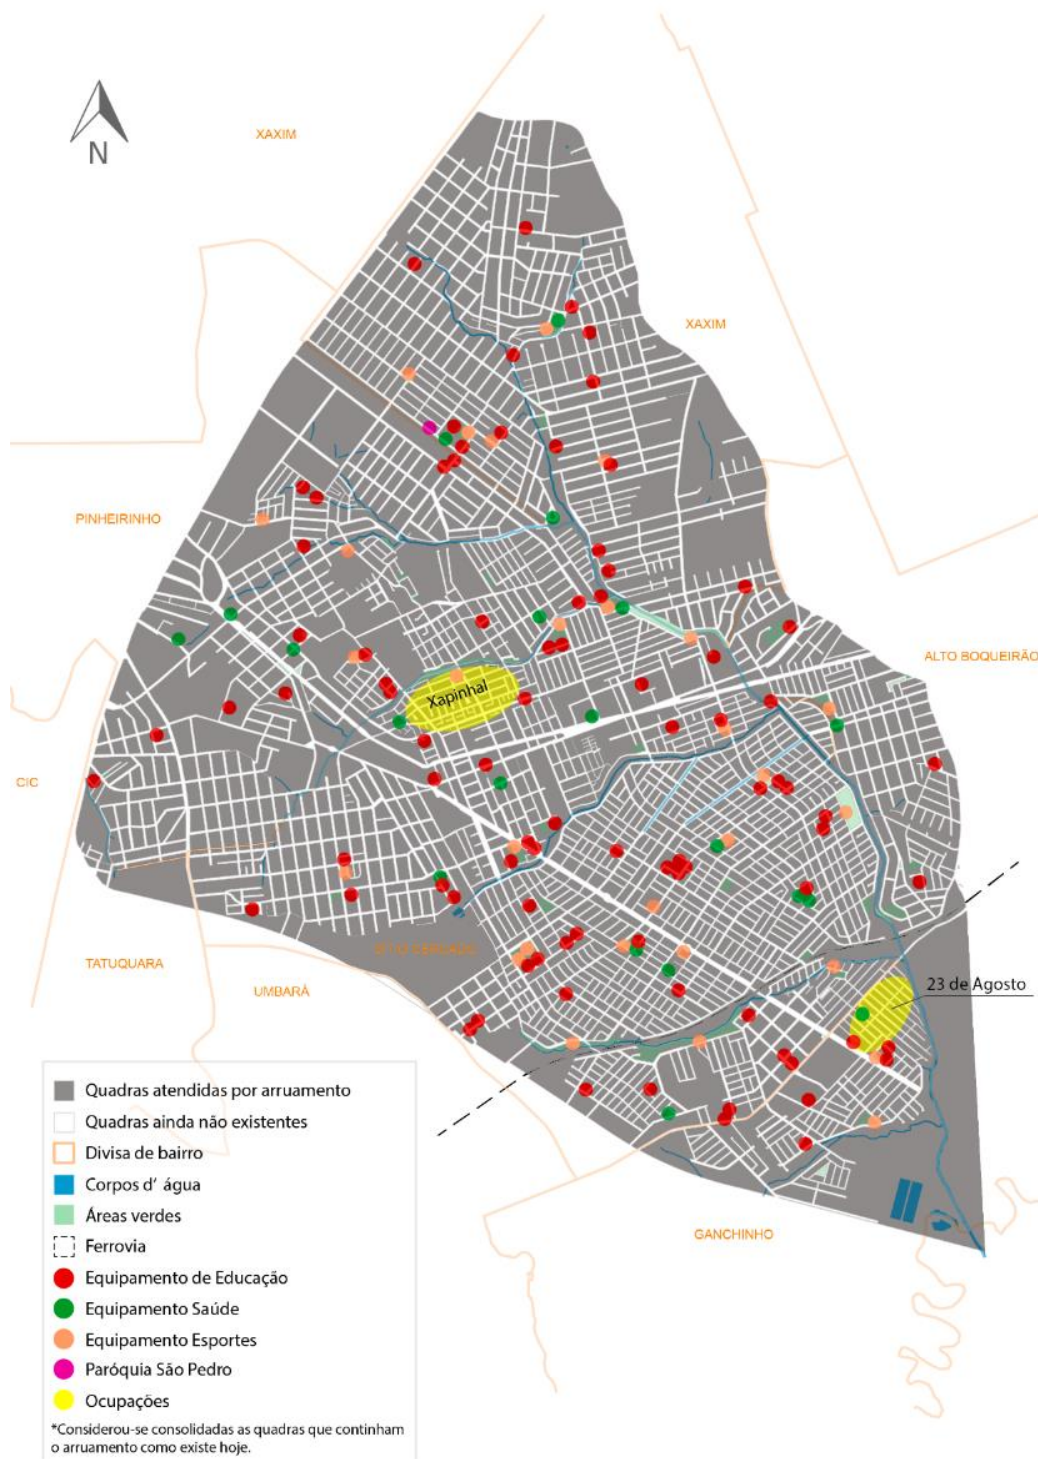 XAXIM
N
XAXIM
PINHEIRINHO
ALTO BOQUEIRÃO
Xapinhal
CIC
SÍTIO CERCADO
TATUQUARA
UMBARÁ
23 de Agosto
GANCHINHO
Quadras atendidas por arruamento
Quadras ainda não existentes
Divisa de bairro
Corpos d' água
Áreas verdes
Ferrovia
Equipamento de Educação
Equipamento Saúde
Equipamento Esportes
Paróquia São Pedro
Ocupações
*Considerou-se consolidadas as quadras que continham
o arruamento como existe hoje.